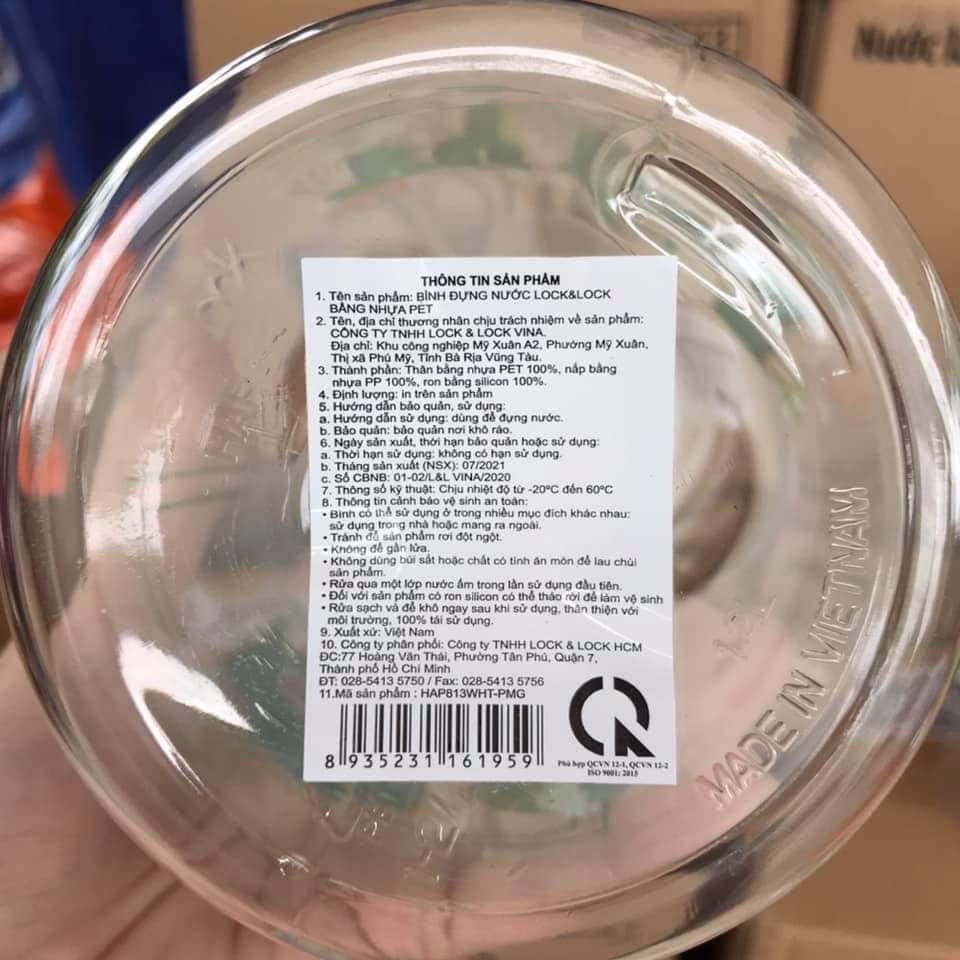 Nước
THÔNG TIN SẢN PHẨM
1. Tên sản phẩm: BÌNH ĐỰNG NƯỚC LOCK&LOCK
BẰNG NHỰA PET
2. Tên, địa chỉ thương nhân chịu trách nhiệm về sản phẩm:
CÔNG TY TNHH LOCK & LOCK VINA.
Địa chỉ: Khu công nghiệp Mỹ Xuân A2, Phường Mỹ Xuân,
Thị xã Phú Mỹ, Tỉnh Bà Rịa Vũng Tàu.
3. Thành phần: Thân bằng nhựa PET 100%, nắp bằng
nhựa PP 100%, ron bằng silicon 100%.
4. Định lượng: in trên sản phẩm
5. Hướng dẫn bảo quản, sử dụng:
a. Hướng dẫn sử dụng: dùng để đựng nước.
b. Bảo quản: bảo quản nơi khô ráo.
6. Ngày sản xuất, thời hạn bảo quản hoặc sử dụng:
a. Thời hạn sử dụng: không có hạn sử dụng.
b. Tháng sản xuất (NSX): 07/2021
c. Số CBNB: 01-02/L&L VINA/2020
7. Thông số kỹ thuật: Chịu nhiệt độ từ -20ºC đến 60ºC
8. Thông tin cảnh báo vệ sinh an toàn:
• Bình có thể sử dụng ở trong nhiều mục đích khác nhau:
sử dụng trong nhà hoặc mang ra ngoài.
• Tránh để sản phẩm rơi đột ngột.
• Không để gần lửa.
• Không dùng bùi sắt hoặc chất có tính ăn mòn để lau chùi
sản phẩm.
• Rửa qua một lớp nước ấm trong lần sử dụng đầu tiên.
• Đối với sản phẩm có ron silicon có thể tháo rời để làm vệ sinh
• Rửa sạch và để khô ngay sau khi sử dụng, thân thiện với
môi trường, 100% tái sử dụng.
9. Xuất xứ: Việt Nam
10. Công ty phân phối: Công ty TNHH LOCK & LOCK HCM
ĐC:77 Hoàng Văn Thái, Phường Tân Phú, Quận 7,
Thành phố Hồ Chí Minh
ĐT: 028-5413 5750 / Fax: 028-5413 5756
11.Mã sản phẩm : HAP813WHT-PMG
8 935231 161959
Phù hợp QCVN 12-1, QCVN 12-2
ISO 9001: 2015
MADE IN VIETNAM